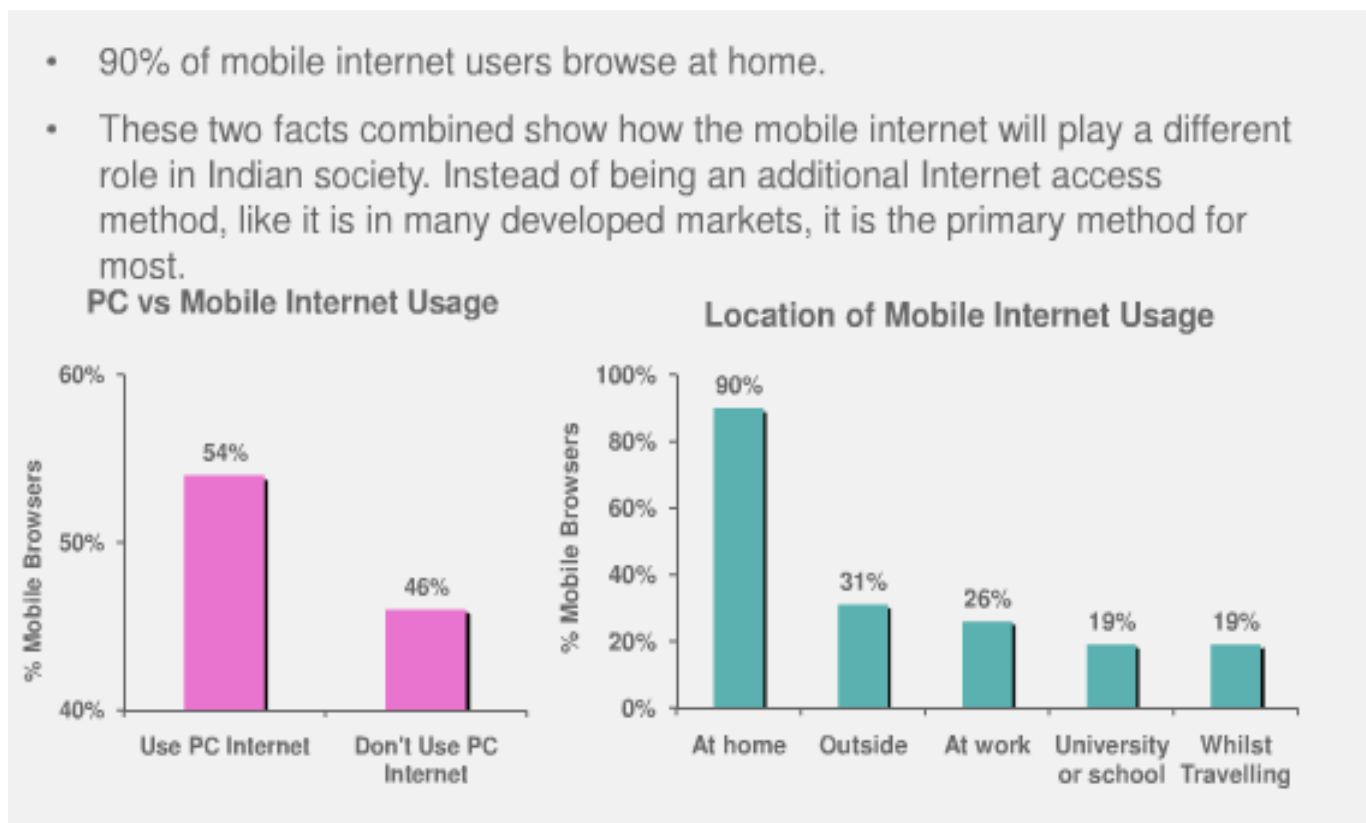 • 90% of mobile internet users browse at home.
• These two facts combined show how the mobile internet will play a different
role in Indian society. Instead of being an additional Internet access
method, like it is in many developed markets, it is the primary method for
most.
PC vs Mobile Internet Usage
60%
50%
40%
% Mobile Browsers
54%
46%
Use PC Internet
Don't Use PC
Internet
Location of Mobile Internet Usage
100%
80%
60%
40%
20%
0%
% Mobile Browsers
90%
31%
26%
19%
19%
At home
Outside
At work
University
or school
Whilst
Travelling